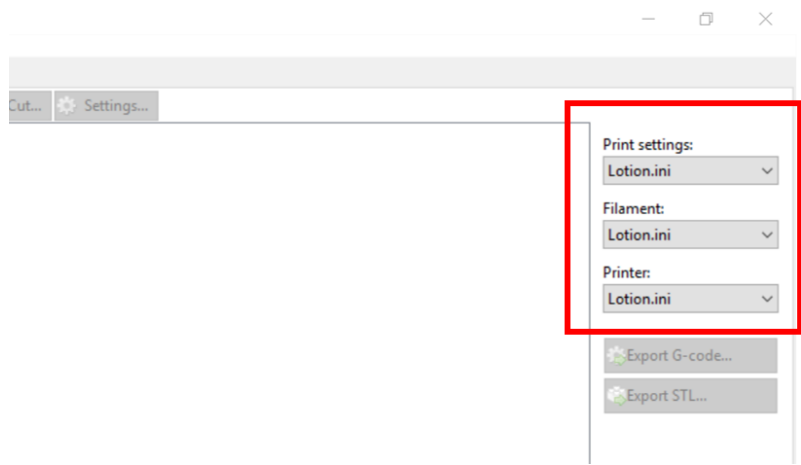 Cut... Settings...
Print settings:
Lotion.ini
Filament:
Lotion.ini
Printer:
Lotion.ini
Export G-code...
Export STL...